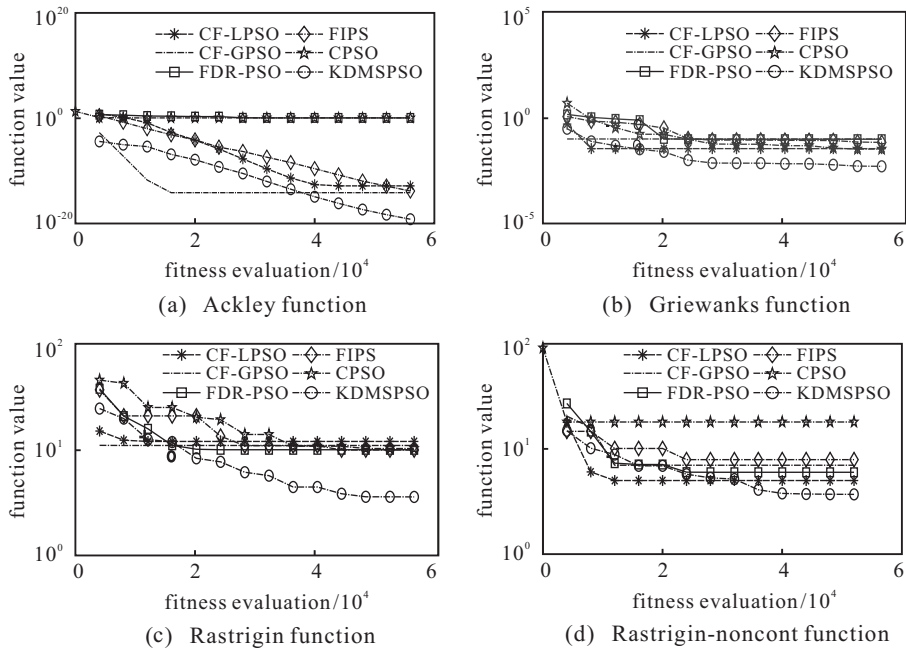 10^20
CF-LPSO FIPS
CF-GPSO CPSO
FDR-PSO KDMSPSO
10^0
10^-20
function value
0 2 4 6
fitness evaluation/10^4
(a) Ackley function
10^0
CF-LPSO FIPS
CF-GPSO CPSO
FDR-PSO KDMSPSO
10^0
10^-5
function value
0 2 4 6
fitness evaluation/10^4
(b) Griewanks function
10^2
CF-LPSO FIPS
CF-GPSO CPSO
FDR-PSO KDMSPSO
10^1
10^0
function value
0 2 4 6
fitness evaluation/10^4
(c) Rastrigin function
10^2
CF-LPSO FIPS
CF-GPSO CPSO
FDR-PSO KDMSPSO
10^1
10^0
function value
0 2 4 6
fitness evaluation/10^4
(d) Rastrigin-noncont function